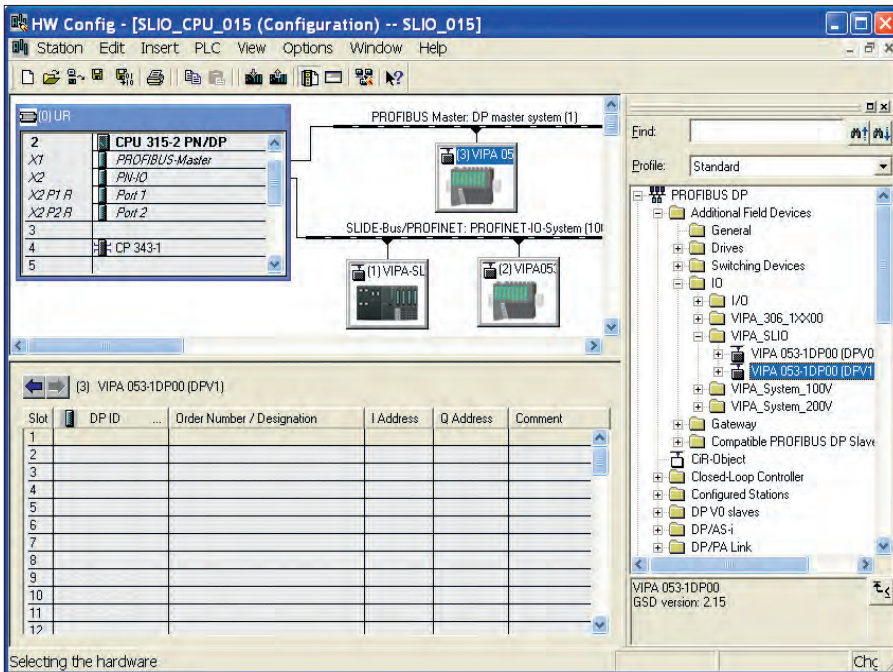 HW Config - [SLIO_CPU_015 (Configuration) -- SLIO_015]
Station Edit Insert PLC View Options Window Help
(0) UR
2 CPU 315-2 PN/DP
X1 PROFIBUS-Master
X2 PN-IO
X2 P1 R Port 1
X2 P2 R Port 2
3
4 CP 343-1
5
PROFIBUS Master: DP master system (1)
(3) VIPA 05
SLIDE-Bus/PROFINET: PROFINET-IO-System (10
(1) VIPA-SL
(2) VIPA05
Find:
Profile: Standard
PROFIBUS DP
Additional Field Devices
General
Drives
Switching Devices
IO
I/O
VIPA_306_1XX00
VIPA_SLIO
VIPA 053-1DP00 (DPV0
VIPA 053-1DP00 (DPV1
VIPA_System_100V
VIPA_System_200V
Gateway
Compatible PROFIBUS DP Slave
CiR-Object
Closed-Loop Controller
Configured Stations
DP V0 slaves
DP/AS-i
DP/PA Link
VIPA 053-1DP00
GSD version: 2.15
(3) VIPA 053-1DP00 (DPV1)
Slot DP ID ... Order Number / Designation I Address Q Address Comment
1
2
3
4
5
6
7
8
9
10
11
12
Selecting the hardware Chg